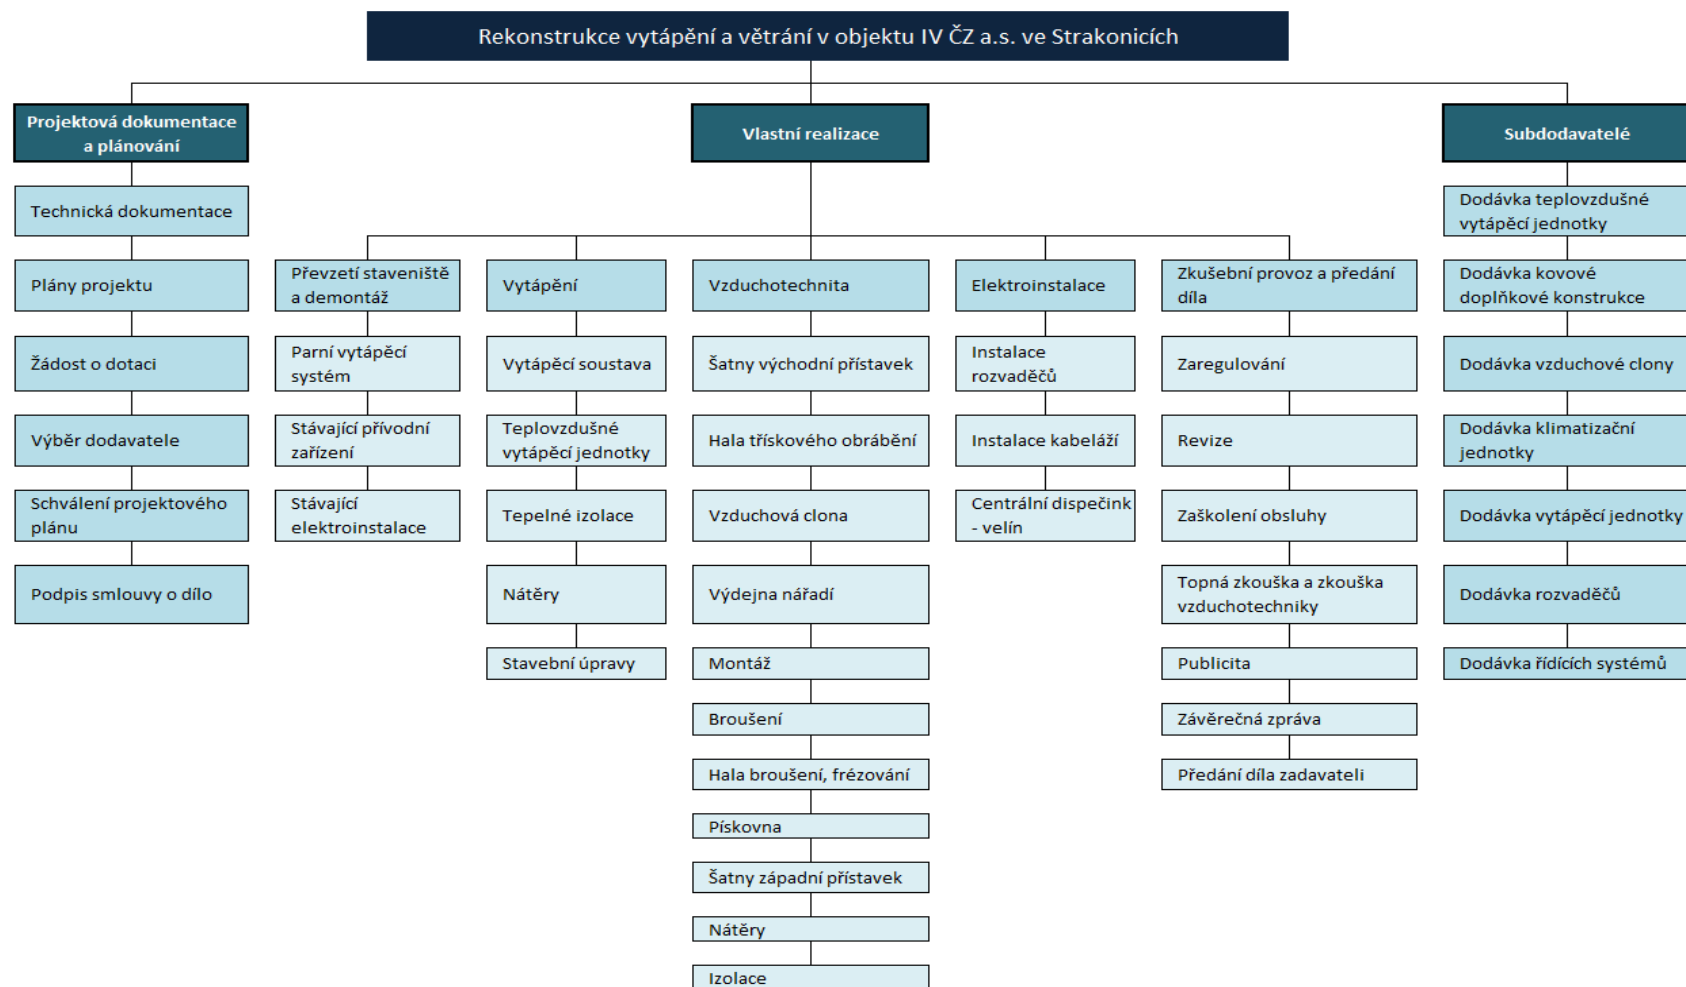 Rekonstrukce vytápění a větrání v objektu IV ČZ a.s. ve Strakonicích
Projektová dokumentace
a plánování
Technická dokumentace
Plány projektu
Žádost o dotaci
Výběr dodavatele
Schválení projektového
plánu
Podpis smlouvy o dílo
Vlastní realizace
Převzetí staveniště
a demontáž
Parní vytápěcí
systém
Stávající přívodní
zařízení
Stávající
elektroinstalace
Vytápění
Vytápěcí soustava
Teplovzdušné
vytápěcí jednotky
Tepelné izolace
Nátěry
Stavební úpravy
Vzduchotechnita
Šatny východní přístavek
Hala třískového obrábění
Vzduchová clona
Výdejna nářadí
Montáž
Broušení
Hala broušení, frézování
Pískovna
Šatny západní přístavek
Nátěry
Izolace
Elektroinstalace
Instalace
rozvaděčů
Instalace kabeláží
Centrální dispečink
- velín
Zkušební provoz a předání
díla
Zaregulování
Revize
Zaškolení obsluhy
Topná zkouška a zkouška
vzduchotechniky
Publicita
Závěrečná zpráva
Předání díla zadavateli
Subdodavatelé
Dodávka teplovzdušné
vytápěcí jednotky
Dodávka kovové
doplňkové konstrukce
Dodávka vzduchové clony
Dodávka klimatizační
jednotky
Dodávka vytápěcí jednotky
Dodávka rozvaděčů
Dodávka řídících systémů